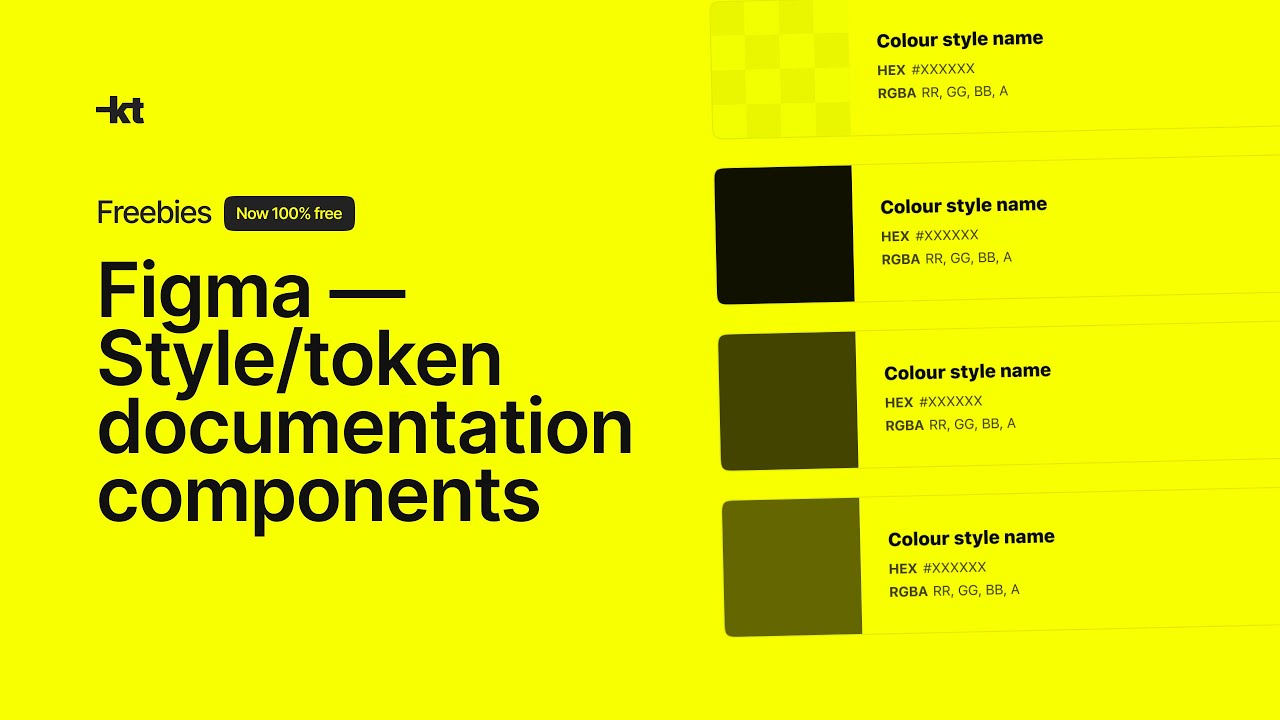 kt
Freebies
Now 100% free
Figma —
Style/token
documentation
components
Colour style name
HEX #XXXXXX
RGBA RR, GG, BB, A
Colour style name
HEX #XXXXXX
RGBA RR, GG, BB, A
Colour style name
HEX #XXXXXX
RGBA RR, GG, BB, A
Colour style name
HEX #XXXXXX
RGBA RR, GG, BB, A